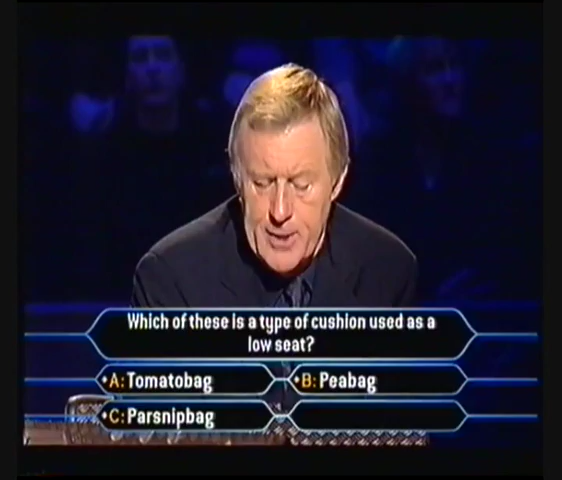 Which of these is a type of cushion used as a
low seat?
A: Tomatobag
B: Peabag
C: Parsnipbag